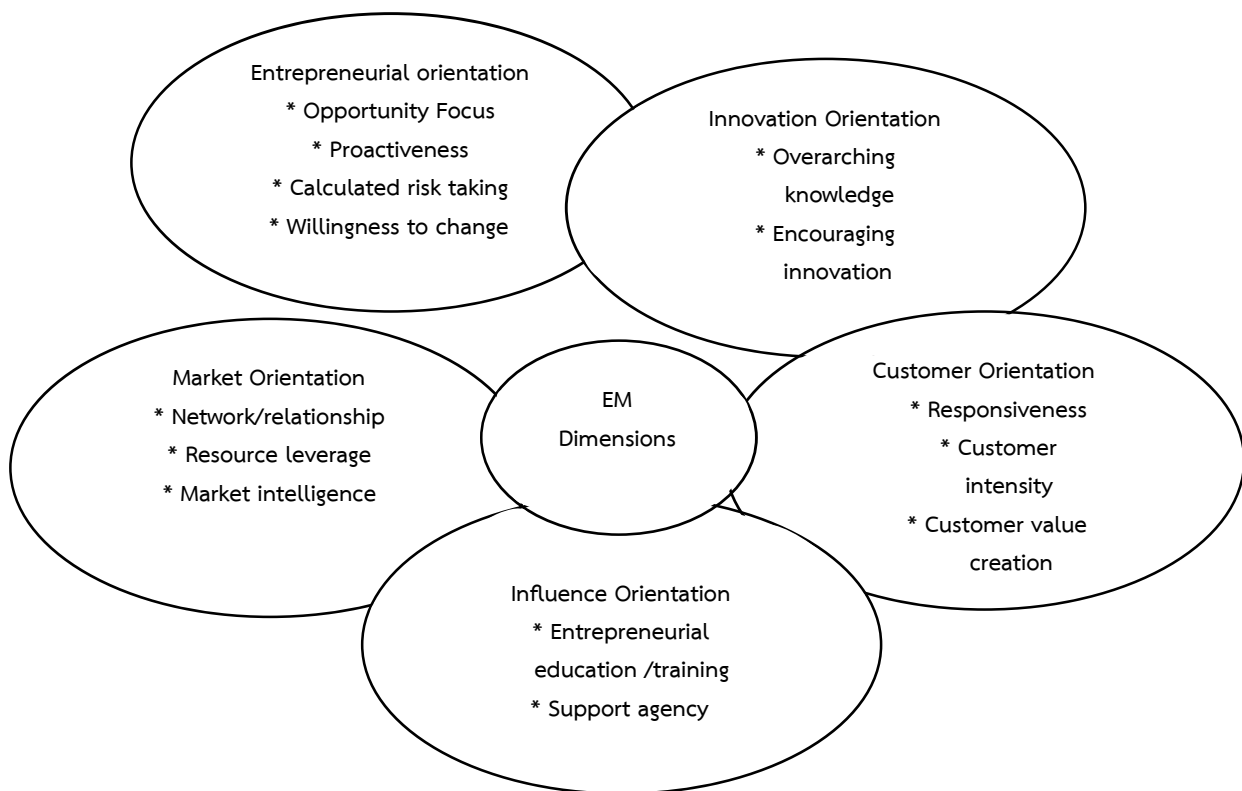 Entrepreneurial orientation
* Opportunity Focus
* Proactiveness
* Calculated risk taking
* Willingness to change
Innovation Orientation
* Overarching
knowledge
* Encouraging
innovation
Market Orientation
* Network/relationship
* Resource leverage
* Market intelligence
EM
Dimensions
Customer Orientation
* Responsiveness
* Customer
intensity
* Customer value
creation
Influence Orientation
* Entrepreneurial
education /training
* Support agency